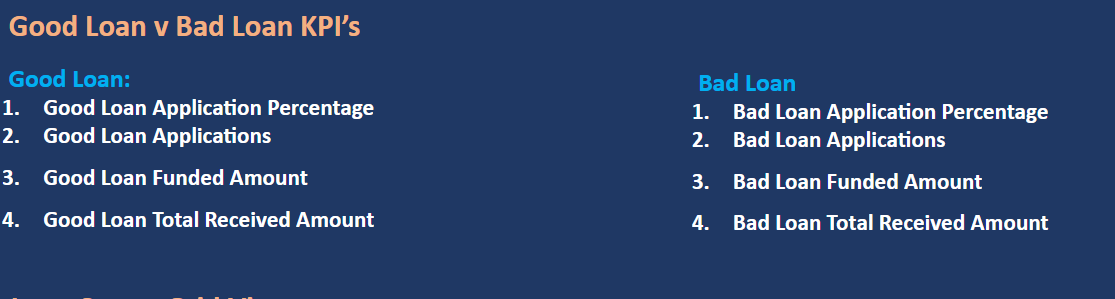 Good Loan v Bad Loan KPI’s
Good Loan:
1. Good Loan Application Percentage
2. Good Loan Applications
3. Good Loan Funded Amount
4. Good Loan Total Received Amount
Bad Loan
1. Bad Loan Application Percentage
2. Bad Loan Applications
3. Bad Loan Funded Amount
4. Bad Loan Total Received Amount